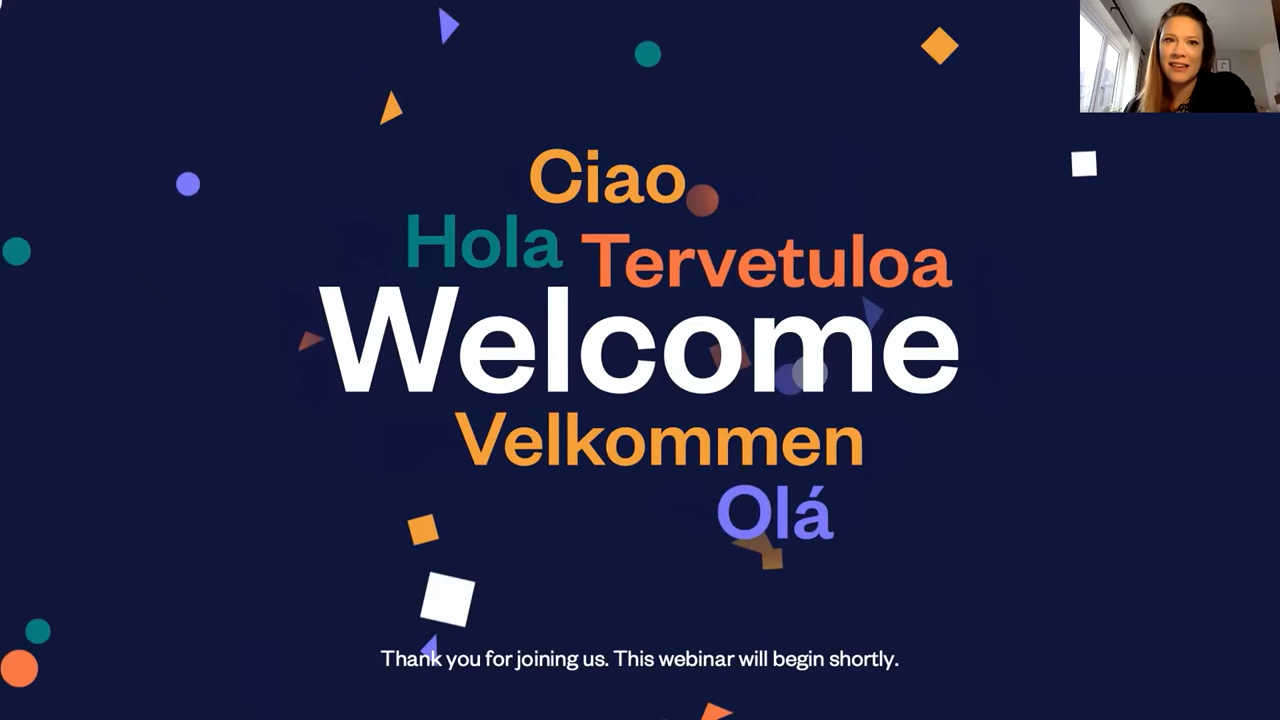 Ciao
Hola
Tervetuloa
Welcome
Velkommen
Olá
Thank you for joining us. This webinar will begin shortly.